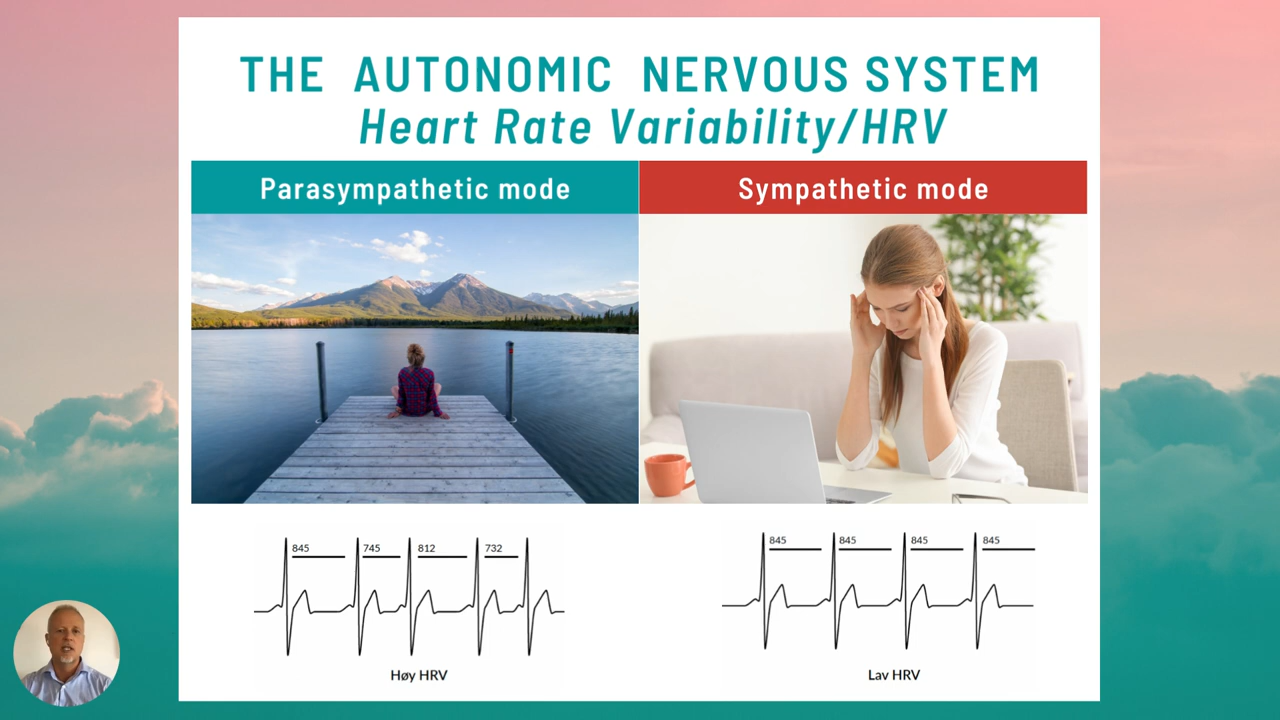 THE AUTONOMIC NERVOUS SYSTEM
Heart Rate Variability/HRV
Parasympathetic mode
Sympathetic mode
845 745 812 732
845 845 845 845
Høy HRV
Lav HRV